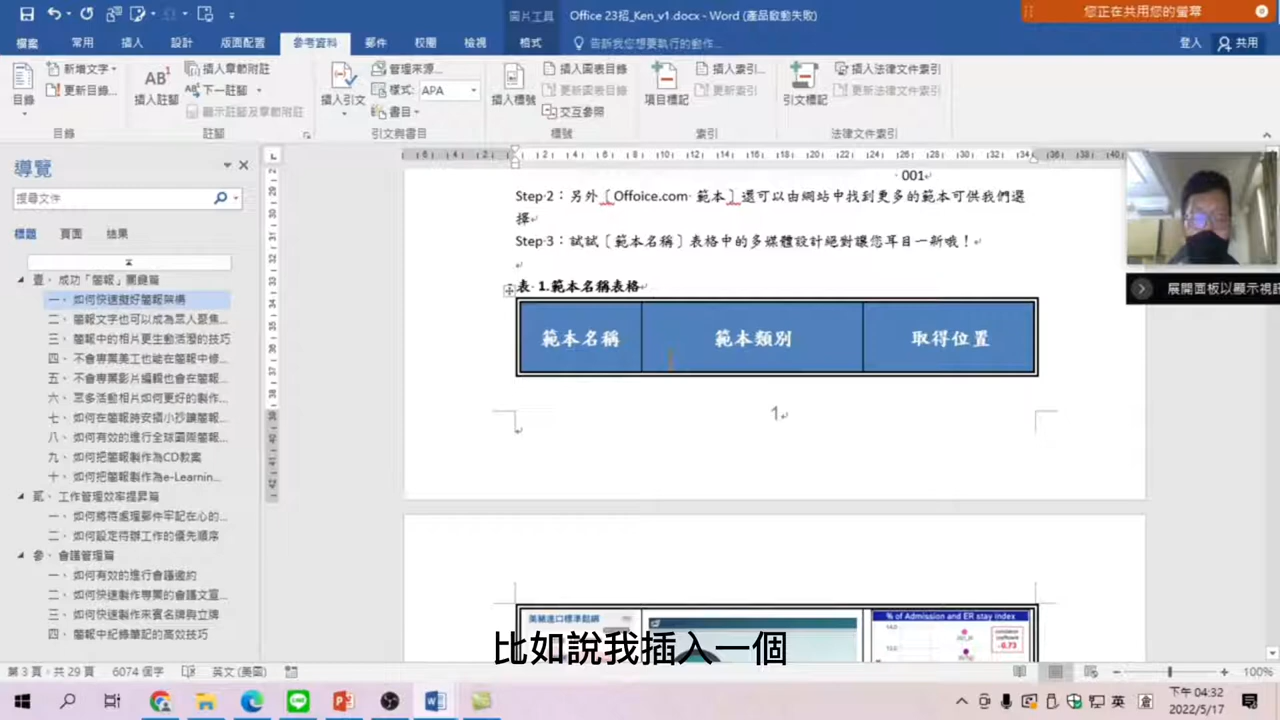 圖片工具
Office 23招_Ken_v1.docx - Word (產品啟動失敗)
您正在共用您的螢幕
檔案 常用 插入 設計 版面配置 參考資料 郵件 校閱 檢視 格式 告訴我您想要執行的動作... 登入 共用
目錄
新增文字
更新目錄...
目錄
AB1
插入註腳
插入章節附註
下一註腳
顯示註腳及章節附註
註腳
插入引文
管理來源...
樣式: APA
書目
引文與書目
插入標號
插入圖表目錄
更新圖表目錄
交互參照
標號
項目標記
插入索引...
更新索引
索引
引文標記
插入法律文件索引
更新法律文件索引
法律文件索引
導覽
搜尋文件
標題 頁面 結果
壹、成功「簡報」關鍵篇
一、如何快速擬好簡報架構
二、簡報文字也可以成為眾人聚焦...
三、簡報中的相片更生動活潑的技巧
四、不會專業美工也能在簡報中修...
五、不會專業影片編輯也會在簡報...
六、眾多活動相片如何更好的製作...
七、如何在簡報時安插小抄讓簡報...
八、如何有效的進行全球國際簡報...
九、如何把簡報製作為CD教案
十、如何把簡報製作為e-Learnin...
貳、工作管理效率提昇篇
一、如何將待處理郵件牢記在心的...
二、如何設定待辦工作的優先順序
參、會議管理篇
一、如何有效的進行會議邀約
二、如何快速製作專業的會議文宣...
三、如何快速製作來賓名牌與立牌
四、簡報中紀錄筆記的高效技巧
001
Step 2：另外〔Offoice.com 範本〕還可以由網站中找到更多的範本可供我們選
擇
Step 3：試試〔範本名稱〕表格中的多媒體設計絕對讓您耳目一新哦！
表 1.範本名稱表格
範本名稱 範本類別 取得位置
1
% of Admission and ER stay index
correlation coefficient
-0.73
展開面板以顯示視訊
比如說我插入一個
第 3 頁，共 29 頁 6074 個字 英文 (美國) 100%
英 倉 下午 04:32
2022/5/17